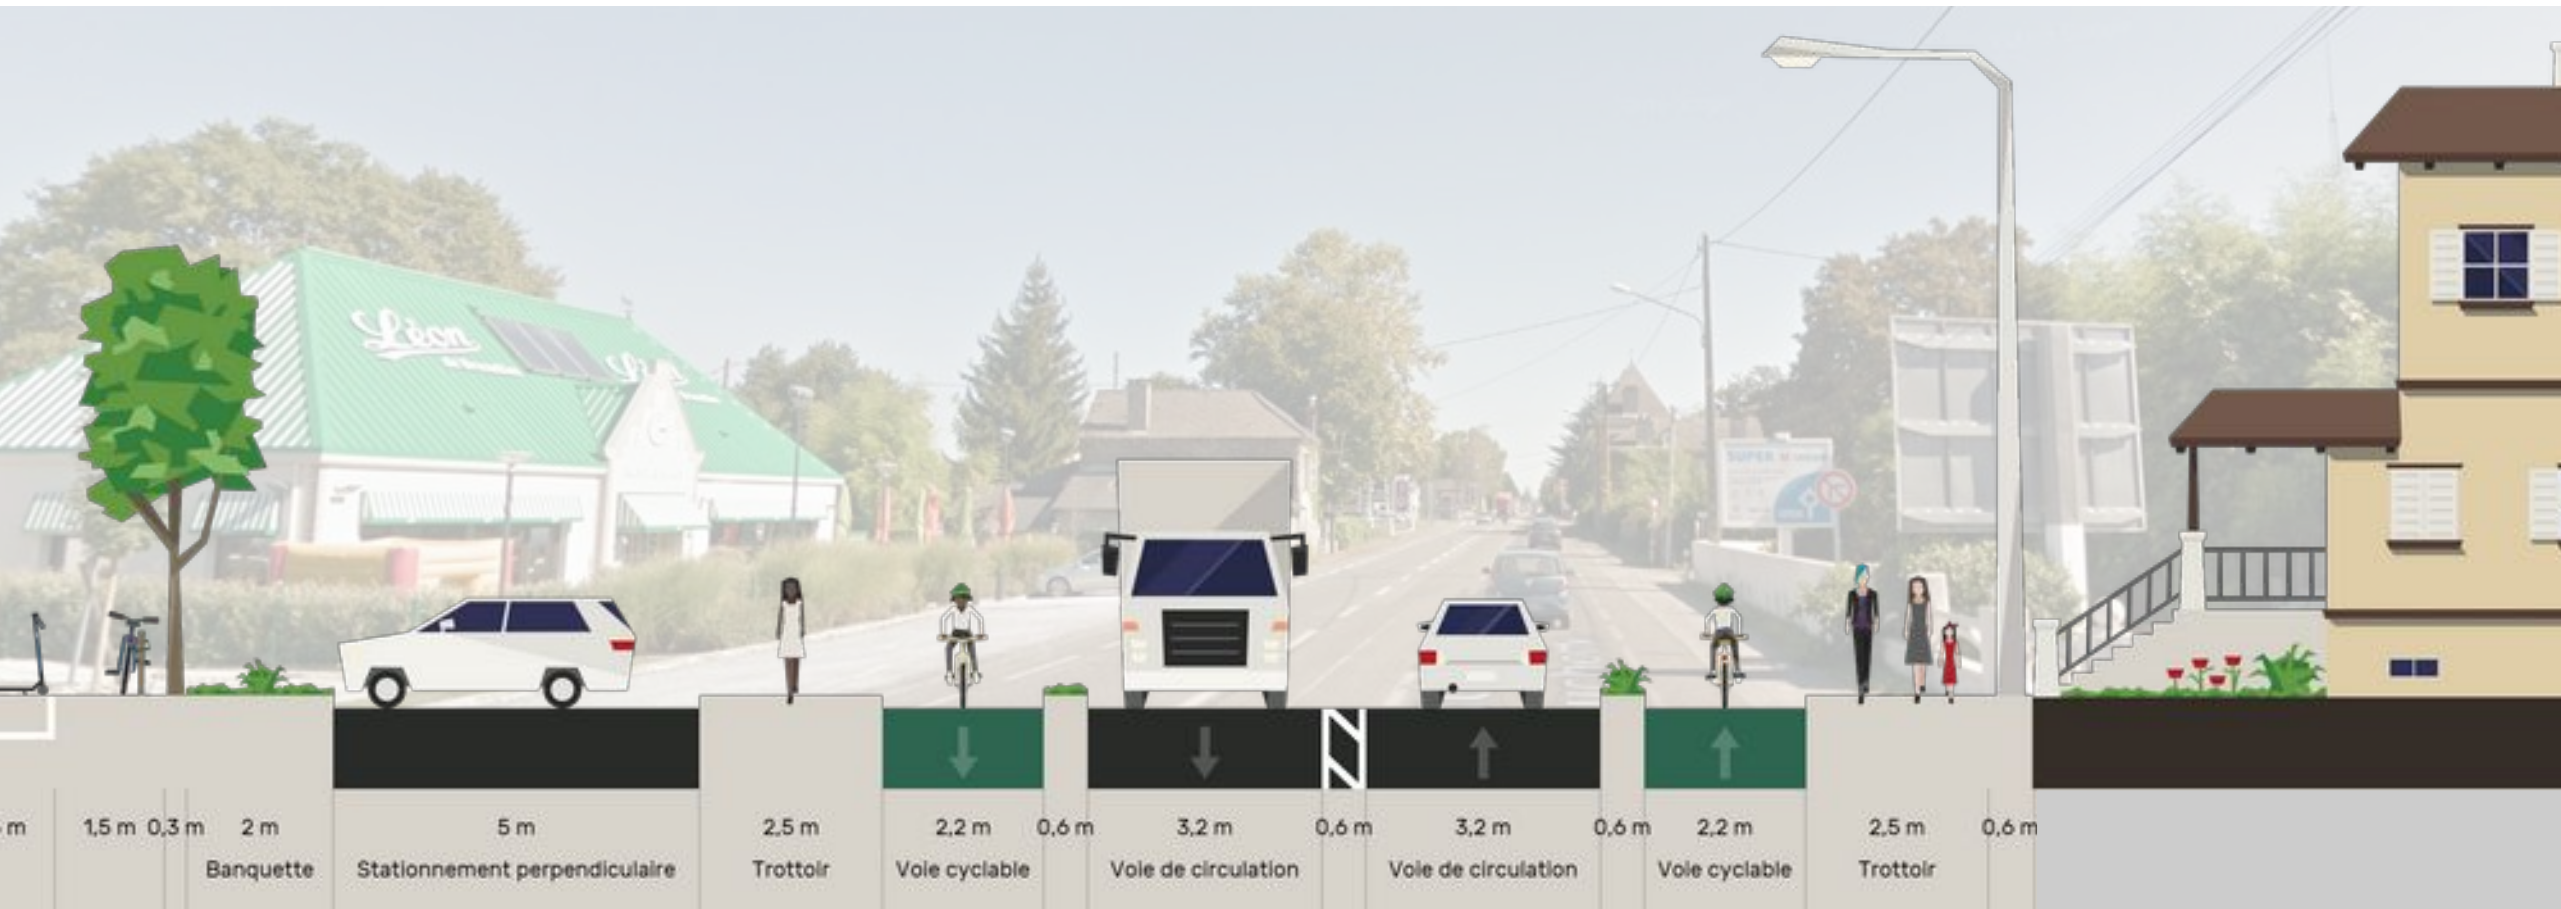 Léon
SUPER
m
1,5 m 0,3 m 2 m 5 m 2,5 m 2,2 m 0,6 m 3,2 m 0,6 m 3,2 m 0,6 m 2,2 m 2,5 m 0,6 m
Banquette Stationnement perpendiculaire Trottoir Voie cyclable Voie de circulation Voie de circulation Voie cyclable Trottoir